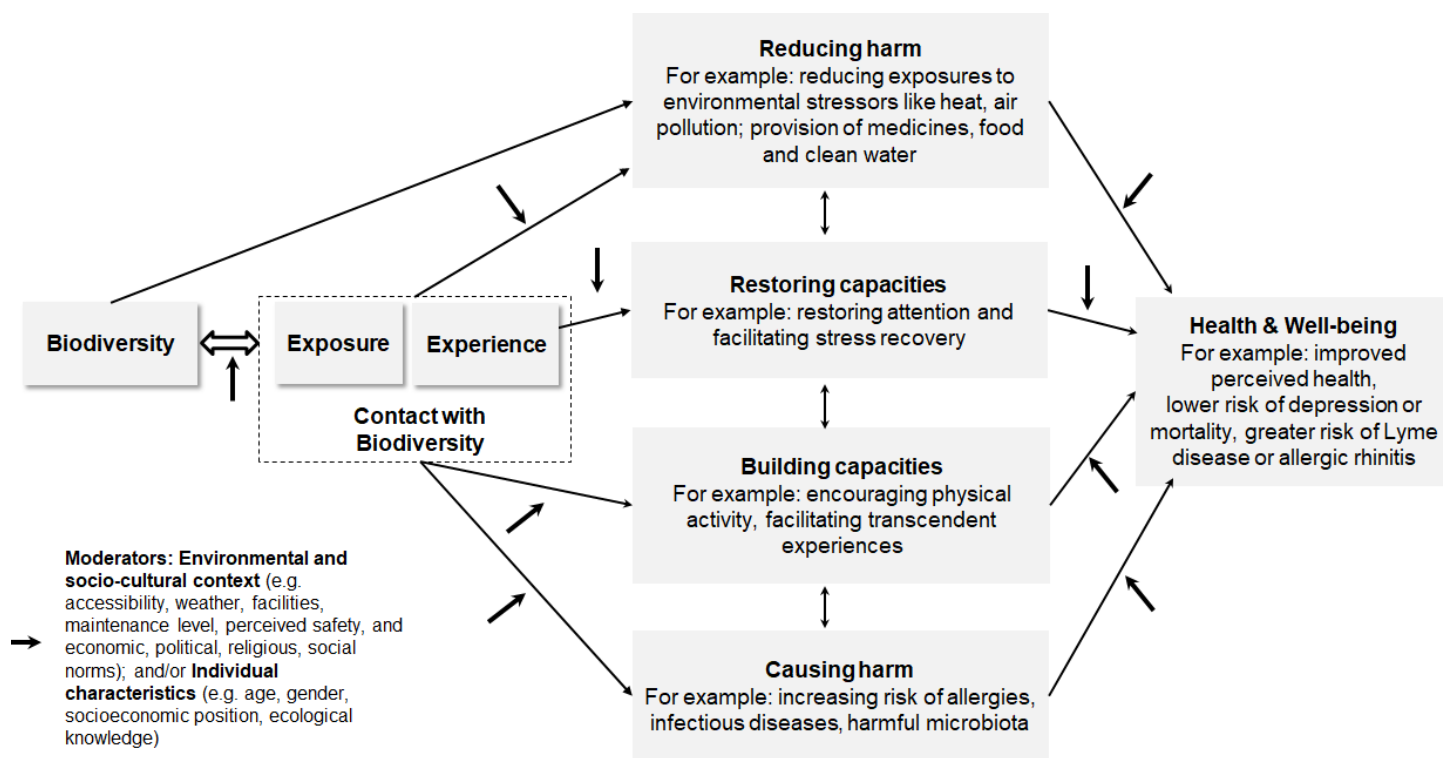 Reducing harm
For example: reducing exposures to
environmental stressors like heat, air
pollution; provision of medicines, food
and clean water
Restoring capacities
For example: restoring attention and
facilitating stress recovery
Biodiversity
Exposure
Experience
Contact with
Biodiversity
Health & Well-being
For example: improved
perceived health,
lower risk of depression or
mortality, greater risk of Lyme
disease or allergic rhinitis
Building capacities
For example: encouraging physical
activity, facilitating transcendent
experiences
Moderators: Environmental and
socio-cultural context (e.g.
accessibility, weather, facilities,
maintenance level, perceived safety, and
economic, political, religious, social
norms); and/or Individual
characteristics (e.g. age, gender,
socioeconomic position, ecological
knowledge)
Causing harm
For example: increasing risk of allergies,
infectious diseases, harmful microbiota